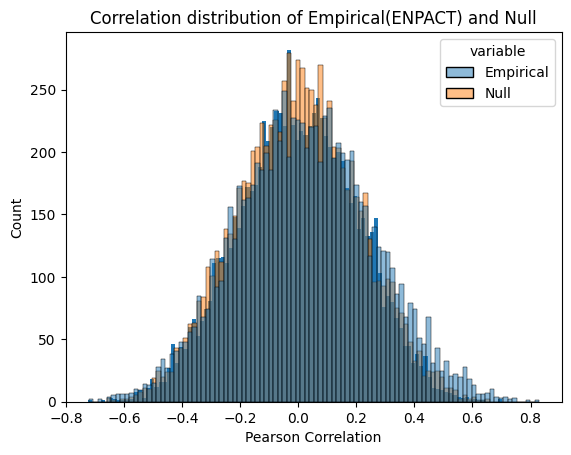 Correlation distribution of Empirical(ENPACT) and Null
variable
Empirical
Null
Count
250
200
150
100
50
0
−0.8 −0.6 −0.4 −0.2 0.0 0.2 0.4 0.6 0.8
Pearson Correlation